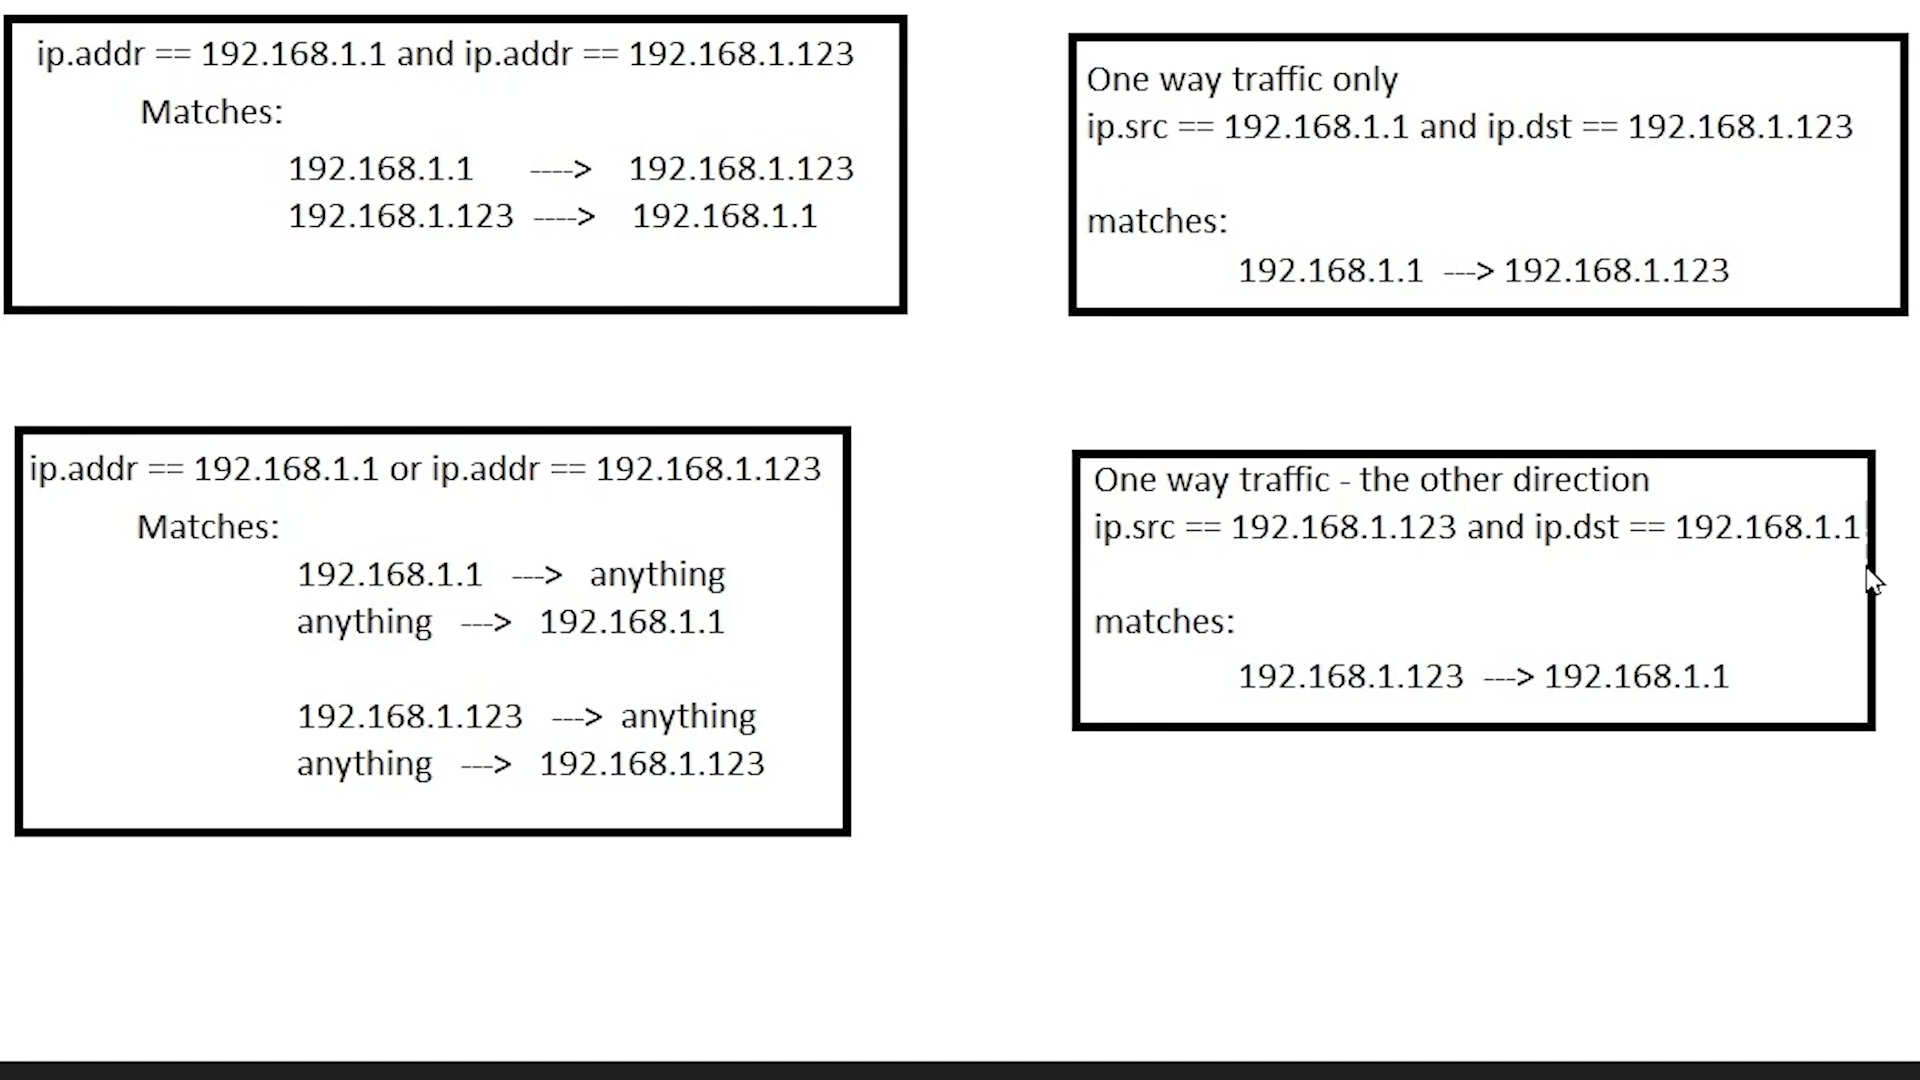 ip.addr == 192.168.1.1 and ip.addr == 192.168.1.123
Matches:
192.168.1.1 ----> 192.168.1.123
192.168.1.123 ----> 192.168.1.1
One way traffic only
ip.src == 192.168.1.1 and ip.dst == 192.168.1.123
matches:
192.168.1.1 ---> 192.168.1.123
ip.addr == 192.168.1.1 or ip.addr == 192.168.1.123
Matches:
192.168.1.1 ---> anything
anything ---> 192.168.1.1
192.168.1.123 ---> anything
anything ---> 192.168.1.123
One way traffic - the other direction
ip.src == 192.168.1.123 and ip.dst == 192.168.1.1
matches:
192.168.1.123 ---> 192.168.1.1